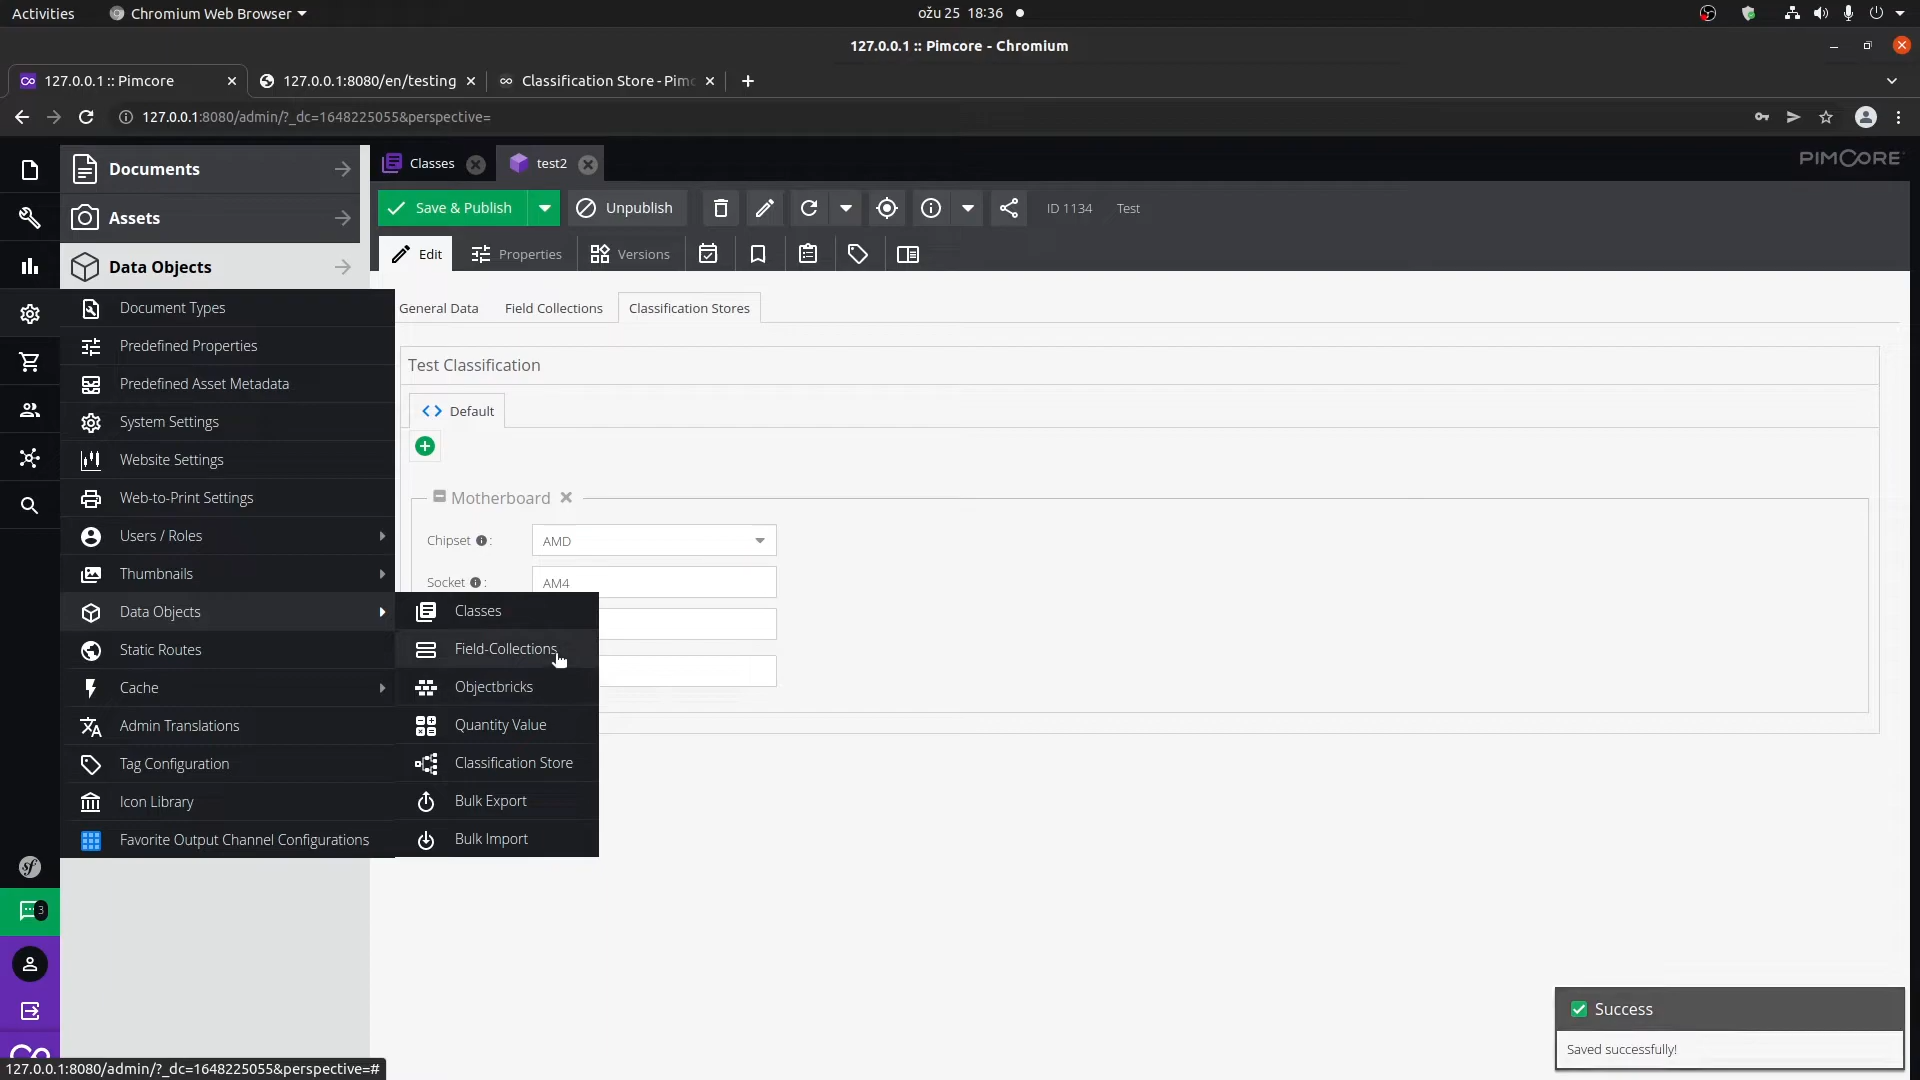 Activities
Chromium Web Browser
ožu 25 18:36
127.0.0.1 :: Pimcore - Chromium
127.0.0.1 :: Pimcore
127.0.0.1:8080/en/testing
Classification Store - Pimc
127.0.0.1:8080/admin/?_dc=1648225055&perspective=
Documents
Assets
Data Objects
Classes
test2
PIMCORE
Save & Publish
Unpublish
ID 1134
Test
Edit
Properties
Versions
General Data
Field Collections
Classification Stores
Test Classification
Default
Motherboard
Chipset :
AMD
Socket :
AM4
Document Types
Predefined Properties
Predefined Asset Metadata
System Settings
Website Settings
Web-to-Print Settings
Users / Roles
Thumbnails
Data Objects
Static Routes
Cache
Admin Translations
Tag Configuration
Icon Library
Favorite Output Channel Configurations
Classes
Field-Collections
Objectbricks
Quantity Value
Classification Store
Bulk Export
Bulk Import
sf
3
Success
Saved successfully!
127.0.0.1:8080/admin/?_dc=1648225055&perspective=#